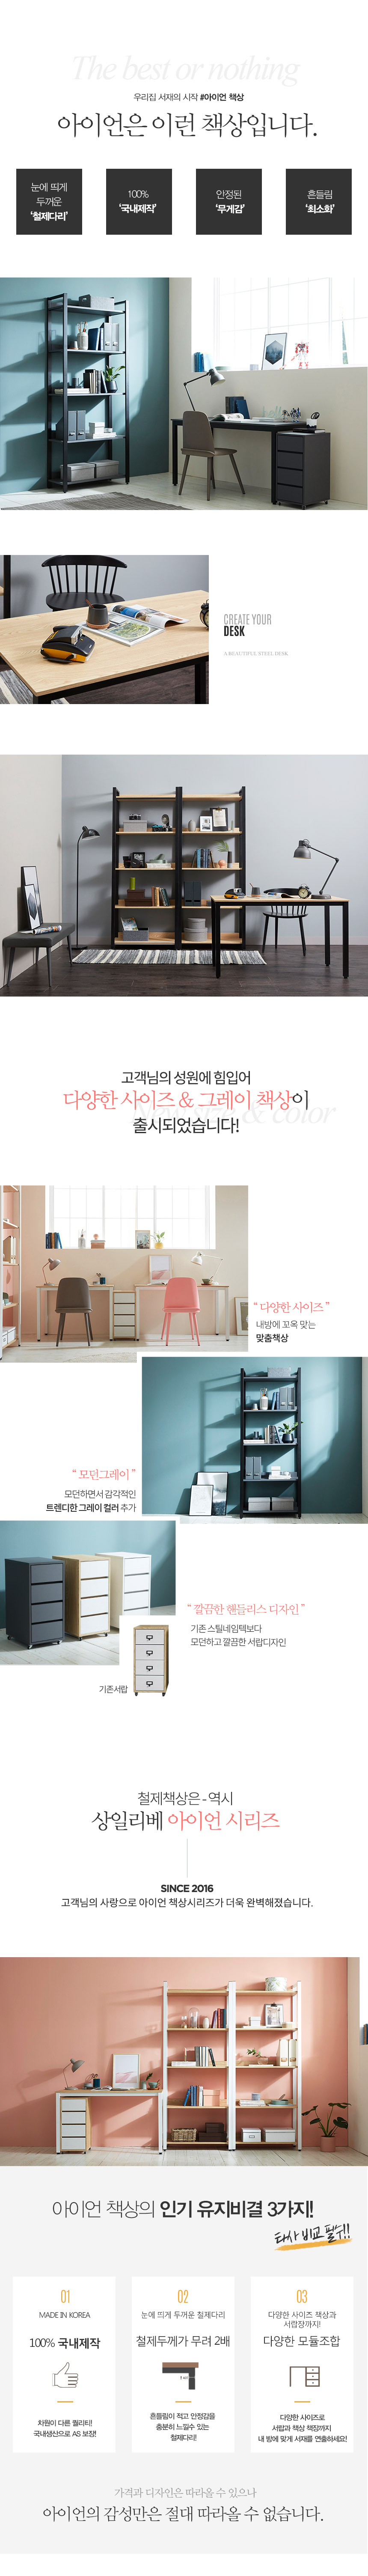 The best or nothing
우리집 서재의 시작 #아이언 책상
아이언은 이런 책상입니다.
눈에 띄게
두꺼운
‘철제다리’
100%
‘국내제작’
안정된
‘무게감’
흔들림
‘최소화’
CREATE YOUR
DESK
A BEAUTIFUL STEEL DESK
고객님의 성원에 힘입어
다양한 사이즈 & 그레이 책상이
New size & color
출시되었습니다!
“ 다양한 사이즈 ”
내방에 꼬옥 맞는
맞춤책상
“ 모던그레이 ”
모던하면서 감각적인
트렌디한 그레이 컬러 추가
“ 깔끔한 핸들리스 디자인 ”
기존 스틸네임텍보다
모던하고 깔끔한 서랍디자인
기존서랍
철제책상은 - 역시
상일리베 아이언 시리즈
SINCE 2016
고객님의 사랑으로 아이언 책상시리즈가 더욱 완벽해졌습니다.
아이언 책상의 인기 유지비결 3가지!
타사 비교 필수!!
01
MADE IN KOREA
100% 국내제작
차원이 다른 퀄리티!
국내생산으로 AS 보장!
02
눈에 띄게 두꺼운 철제다리
철제두께가 무려 2배
흔들림이 적고 안정감을
충분히 느낄수 있는
철제다리!
03
다양한 사이즈 책상과
서랍장까지!
다양한 모듈조합
다양한 사이즈로
서랍과 책상 책장까지
내 방에 맞게 서재를 연출하세요!
가격과 디자인은 따라올 수 있으나
아이언의 감성만은 절대 따라올 수 없습니다.